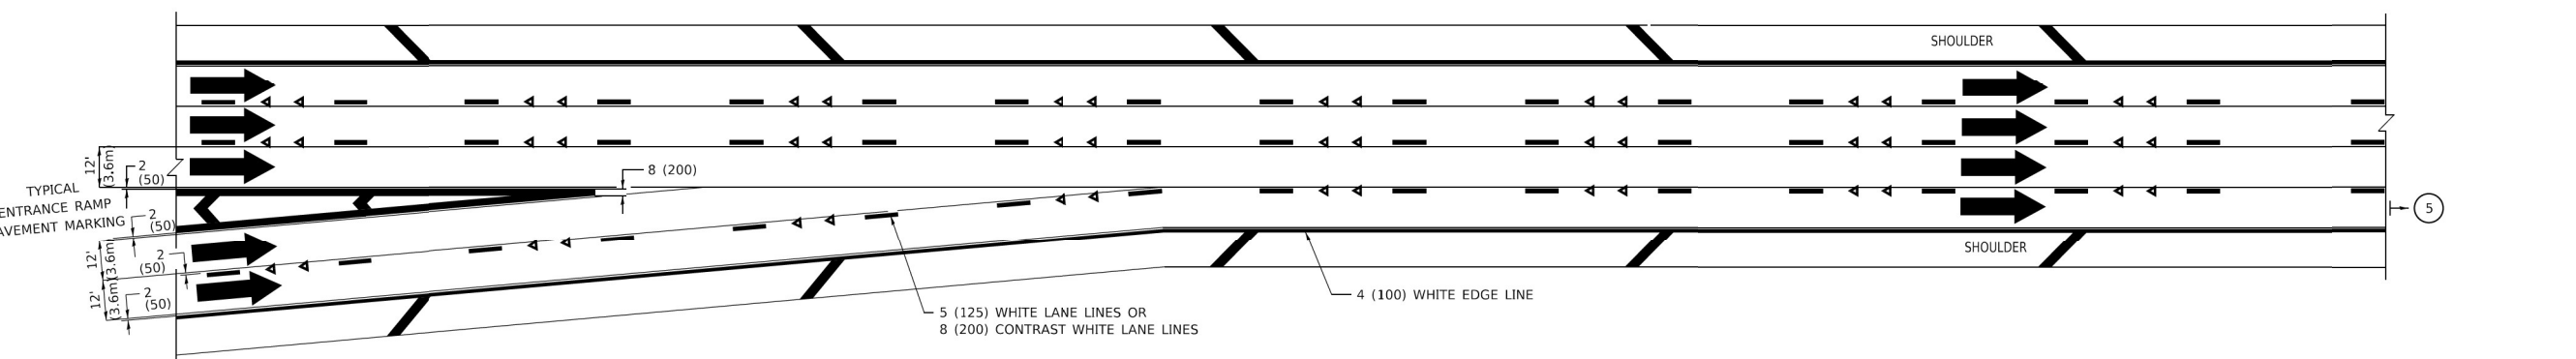 SHOULDER
12'
(3.6m)
2
(50)
8 (200)
TYPICAL
ENTRANCE RAMP
AVEMENT MARKING
2
(50)
12'
(3.6m)
2
(50)
12'
(3.6m)
2
(50)
5
SHOULDER
4 (100) WHITE EDGE LINE
5 (125) WHITE LANE LINES OR
8 (200) CONTRAST WHITE LANE LINES